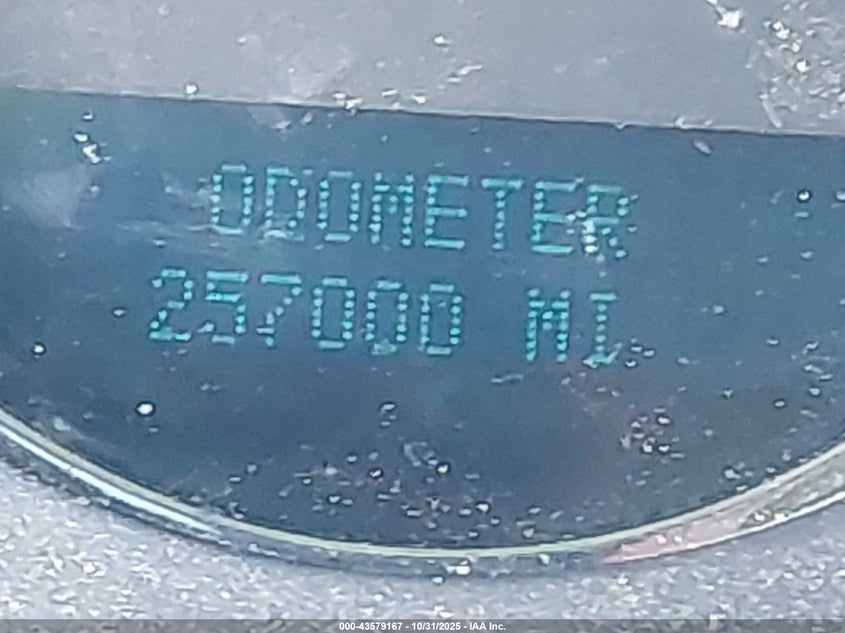 ODOMETER
257000 MI
000-43579167 - 10/31/2025 - IAA Inc.